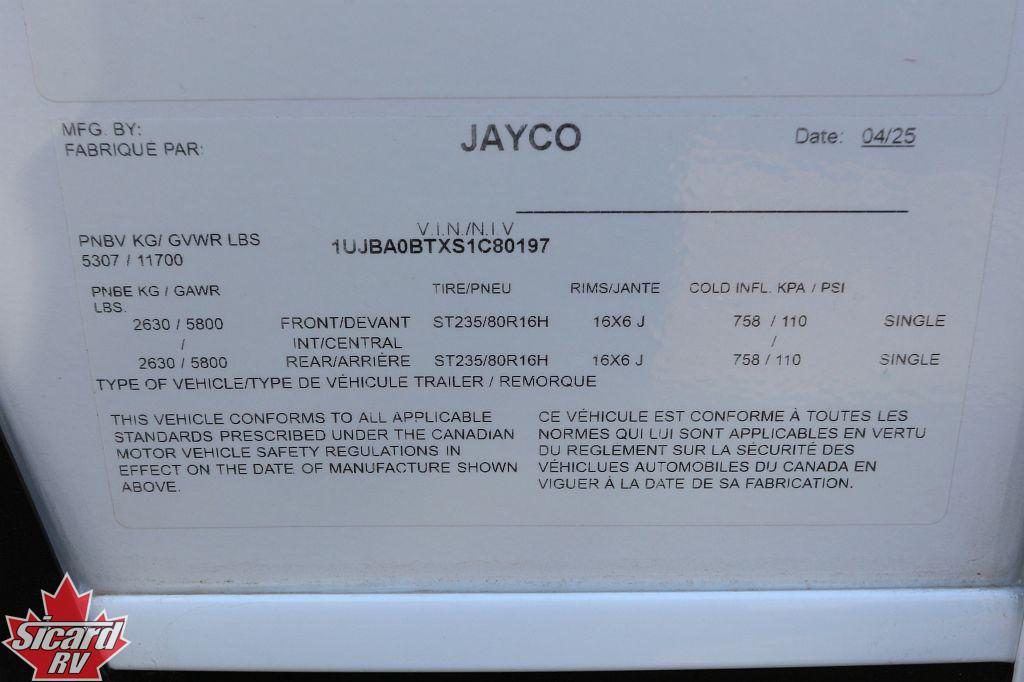 MFG. BY:
FABRIQUÉ PAR:
JAYCO
Date: 04/25
V.I.N./N.I.V
PNBV KG/ GVWR LBS
1UJBA0BTXS1C80197
5307 / 11700
PNBE KG / GAWR
LBS.
TIRE/PNEU RIMS/JANTE COLD INFL. KPA / PSI
2630 / 5800 FRONT/DEVANT ST235/80R16H 16X6 J 758 / 110 SINGLE
/ INT/CENTRAL /
2630 / 5800 REAR/ARRIÈRE ST235/80R16H 16X6 J 758 / 110 SINGLE
TYPE OF VEHICLE/TYPE DE VÉHICULE TRAILER / REMORQUE
THIS VEHICLE CONFORMS TO ALL APPLICABLE
STANDARDS PRESCRIBED UNDER THE CANADIAN
MOTOR VEHICLE SAFETY REGULATIONS IN
EFFECT ON THE DATE OF MANUFACTURE SHOWN
ABOVE.
CE VÉHICULE EST CONFORME À TOUTES LES
NORMES QUI LUI SONT APPLICABLES EN VERTU
DU REGLEMENT SUR LA SÉCURITÉ DES
VÉHICLUES AUTOMOBILES DU CANADA EN
VIGUER À LA DATE DE SA FABRICATION.
Sicard
RV